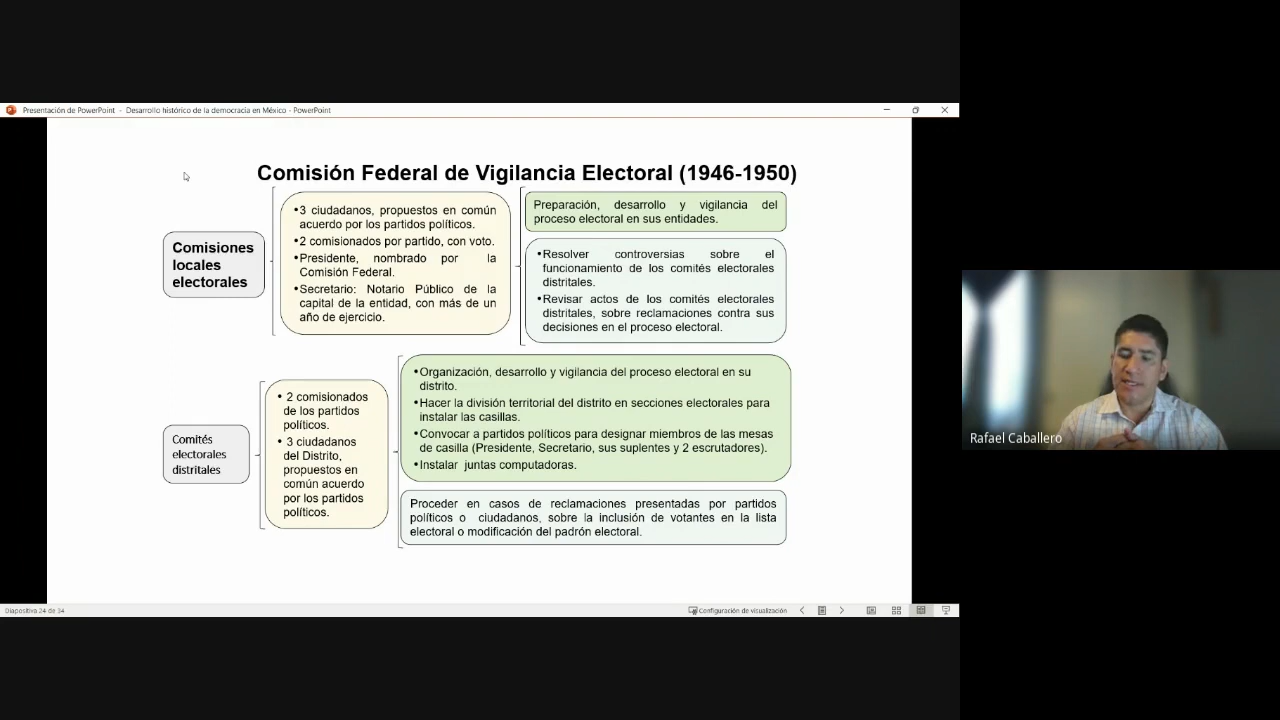 Presentación de PowerPoint - Desarrollo histórico de la democracia en México - PowerPoint
Comisión Federal de Vigilancia Electoral (1946-1950)
Comisiones
locales
electorales
•3 ciudadanos, propuestos en común
acuerdo por los partidos políticos.
•2 comisionados por partido, con voto.
•Presidente, nombrado por la
Comisión Federal.
•Secretario: Notario Público de la
capital de la entidad, con más de un
año de ejercicio.
Preparación, desarrollo y vigilancia del
proceso electoral en sus entidades.
•Resolver controversias sobre el
funcionamiento de los comités electorales
distritales.
•Revisar actos de los comités electorales
distritales, sobre reclamaciones contra sus
decisiones en el proceso electoral.
Comités
electorales
distritales
• 2 comisionados
de los partidos
políticos.
• 3 ciudadanos
del Distrito,
propuestos en
común acuerdo
por los partidos
políticos.
•Organización, desarrollo y vigilancia del proceso electoral en su
distrito.
•Hacer la división territorial del distrito en secciones electorales para
instalar las casillas.
•Convocar a partidos políticos para designar miembros de las mesas
de casilla (Presidente, Secretario, sus suplentes y 2 escrutadores).
•Instalar juntas computadoras.
Proceder en casos de reclamaciones presentadas por partidos
políticos o ciudadanos, sobre la inclusión de votantes en la lista
electoral o modificación del padrón electoral.
Rafael Caballero
Diapositiva 24 de 34
Configuración de visualización